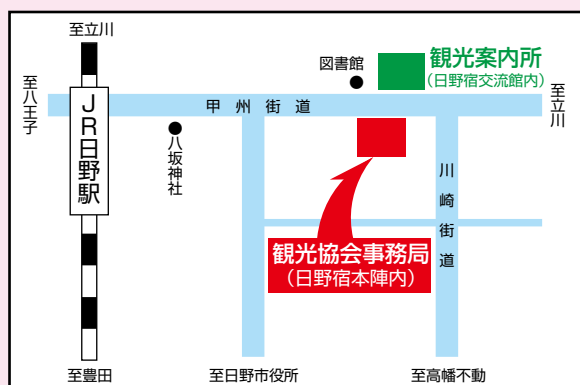 至立川
観光案内所
(日野宿交流館内)
図書館
至八王子
甲州街道
至立川
JR日野駅
八坂神社
川崎街道
観光協会事務局
(日野宿本陣内)
至豊田
至日野市役所
至高幡不動